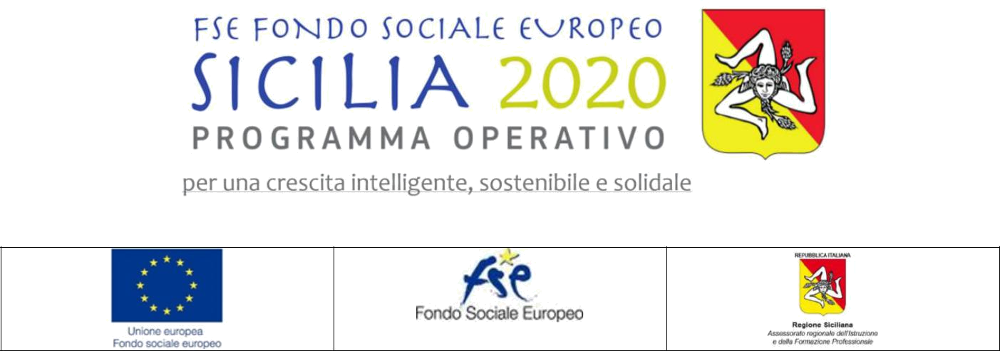 FSE FONDO SOCIALE EUROPEO
SICILIA 2020
PROGRAMMA OPERATIVO
per una crescita intelligente, sostenibile e solidale
Unione europea
Fondo sociale europeo
fse
Fondo Sociale Europeo
REPUBBLICA ITALIANA
Regione Siciliana
Assessorato regionale dell'Istruzione
e della Formazione Professionale